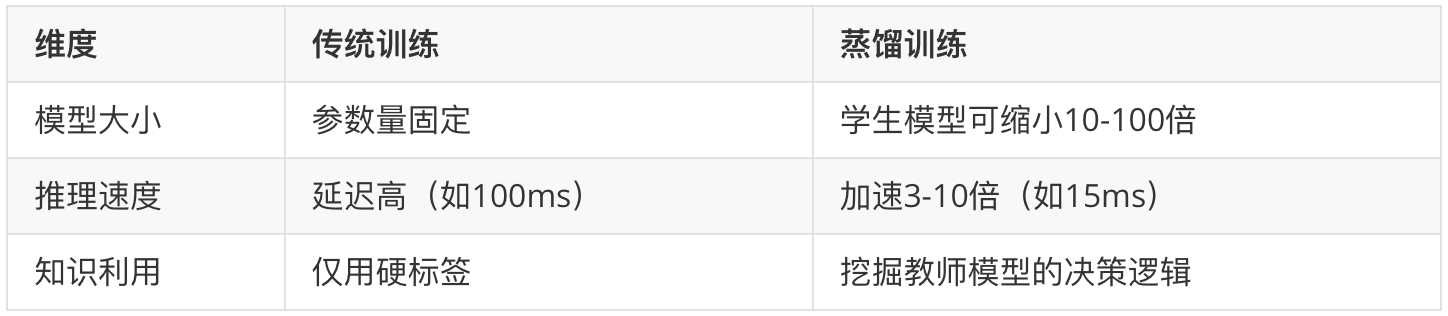 维度 传统训练 蒸馏训练
模型大小 参数量固定 学生模型可缩小10-100倍
推理速度 延迟高（如100ms） 加速3-10倍（如15ms）
知识利用 仅用硬标签 挖掘教师模型的决策逻辑